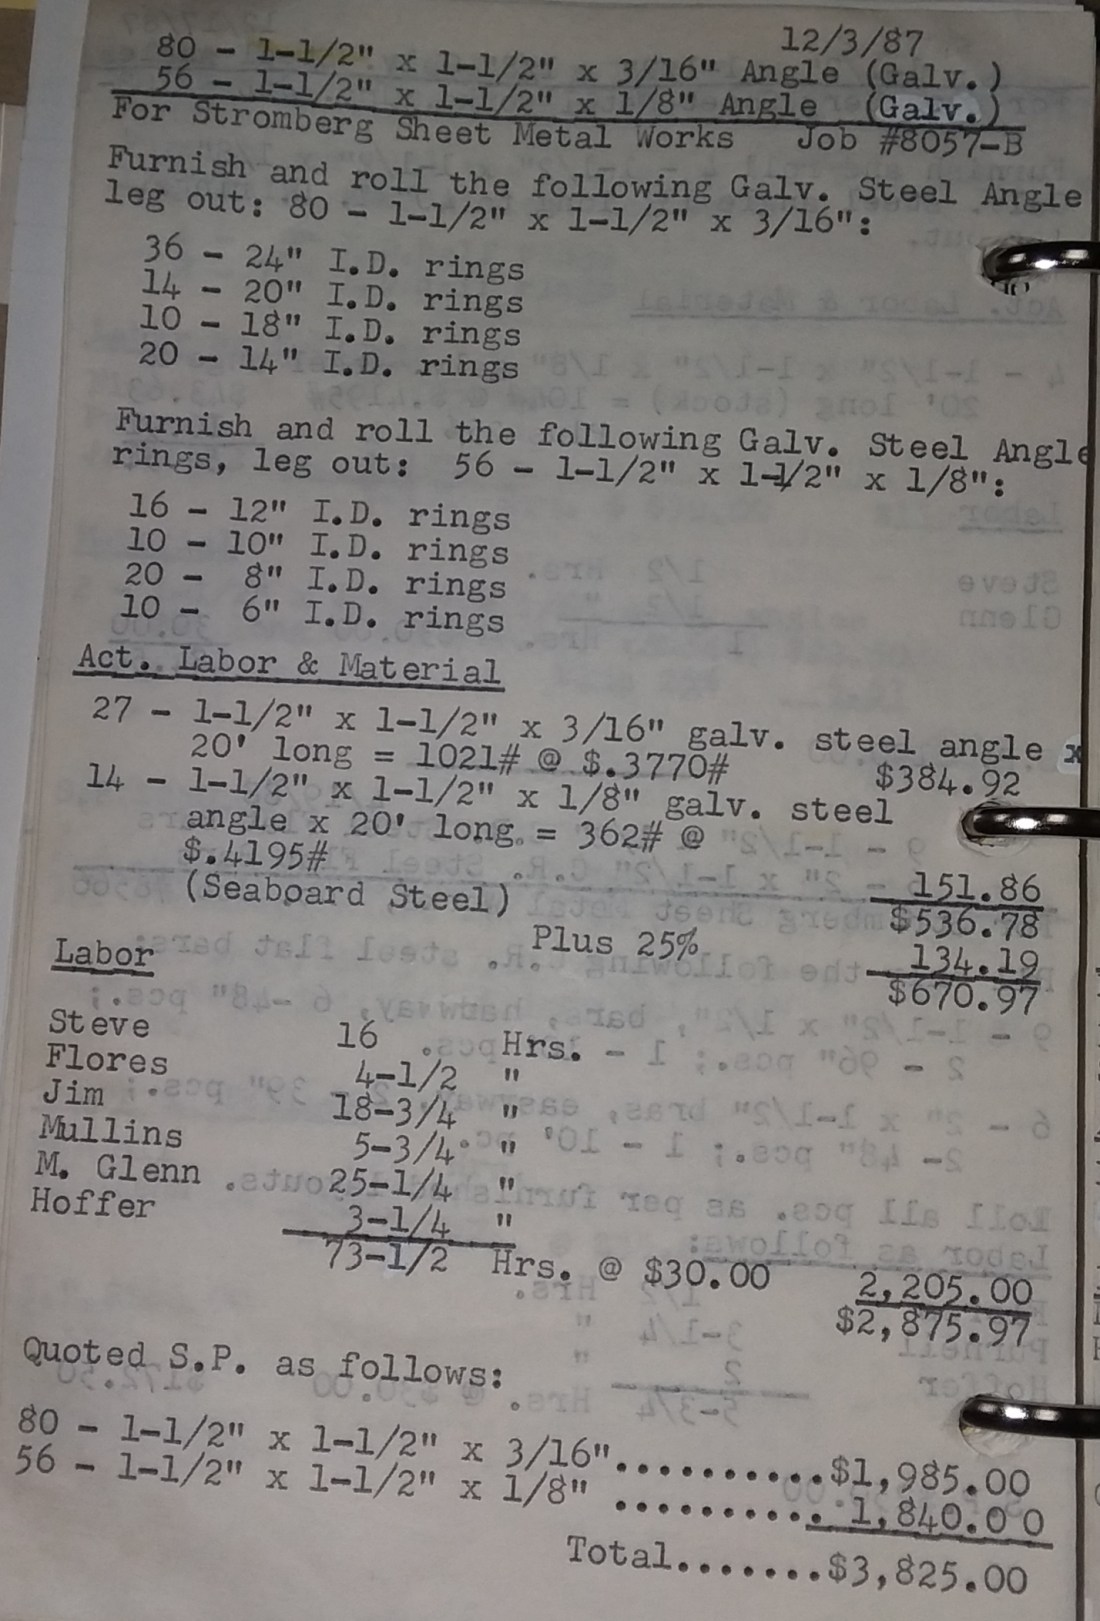 12/3/87
80 - 1-1/2" x 1-1/2" x 3/16" Angle (Galv.)
56 - 1-1/2" x 1-1/2" x 1/8" Angle (Galv.)
For Stromberg Sheet Metal Works Job #8057-B
Furnish and roll the following Galv. Steel Angle
leg out: 80 - 1-1/2" x 1-1/2" x 3/16":
36 - 24" I.D. rings
14 - 20" I.D. rings
10 - 18" I.D. rings
20 - 14" I.D. rings
Furnish and roll the following Galv. Steel Angle
rings, leg out: 56 - 1-1/2" x 1-1/2" x 1/8":
16 - 12" I.D. rings
10 - 10" I.D. rings
20 - 8" I.D. rings
10 - 6" I.D. rings
Act. Labor & Material
27 - 1-1/2" x 1-1/2" x 3/16" galv. steel angle x
20' long = 1021# @ $.3770# $384.92
14 - 1-1/2" x 1-1/2" x 1/8" galv. steel
angle x 20' long = 362# @
$.4195# 151.86
(Seaboard Steel) $536.78
Plus 25% 134.19
$670.97
Labor
Steve 16 Hrs.
Flores 4-1/2 "
Jim 18-3/4 "
Mullins 5-3/4 "
M. Glenn 25-1/4 "
Hoffer 3-1/4 "
73-1/2 Hrs. @ $30.00 2,205.00
$2,875.97
Quoted S.P. as follows:
80 - 1-1/2" x 1-1/2" x 3/16"..........$1,985.00
56 - 1-1/2" x 1-1/2" x 1/8" .......... 1,840.00
Total.......$3,825.00